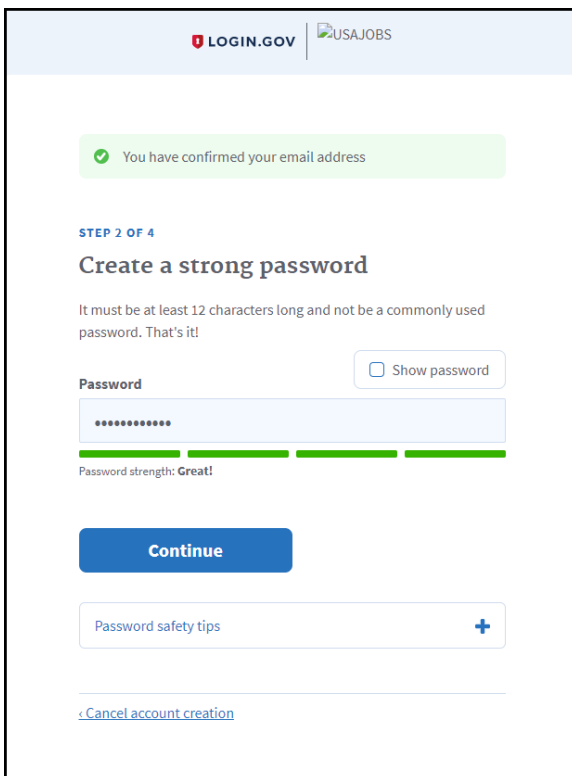 LOGIN.GOV USAJOBS
You have confirmed your email address
STEP 2 OF 4
Create a strong password
It must be at least 12 characters long and not be a commonly used
password. That's it!
Show password
Password
••••••••••••
Password strength: Great!
Continue
Password safety tips
‹ Cancel account creation